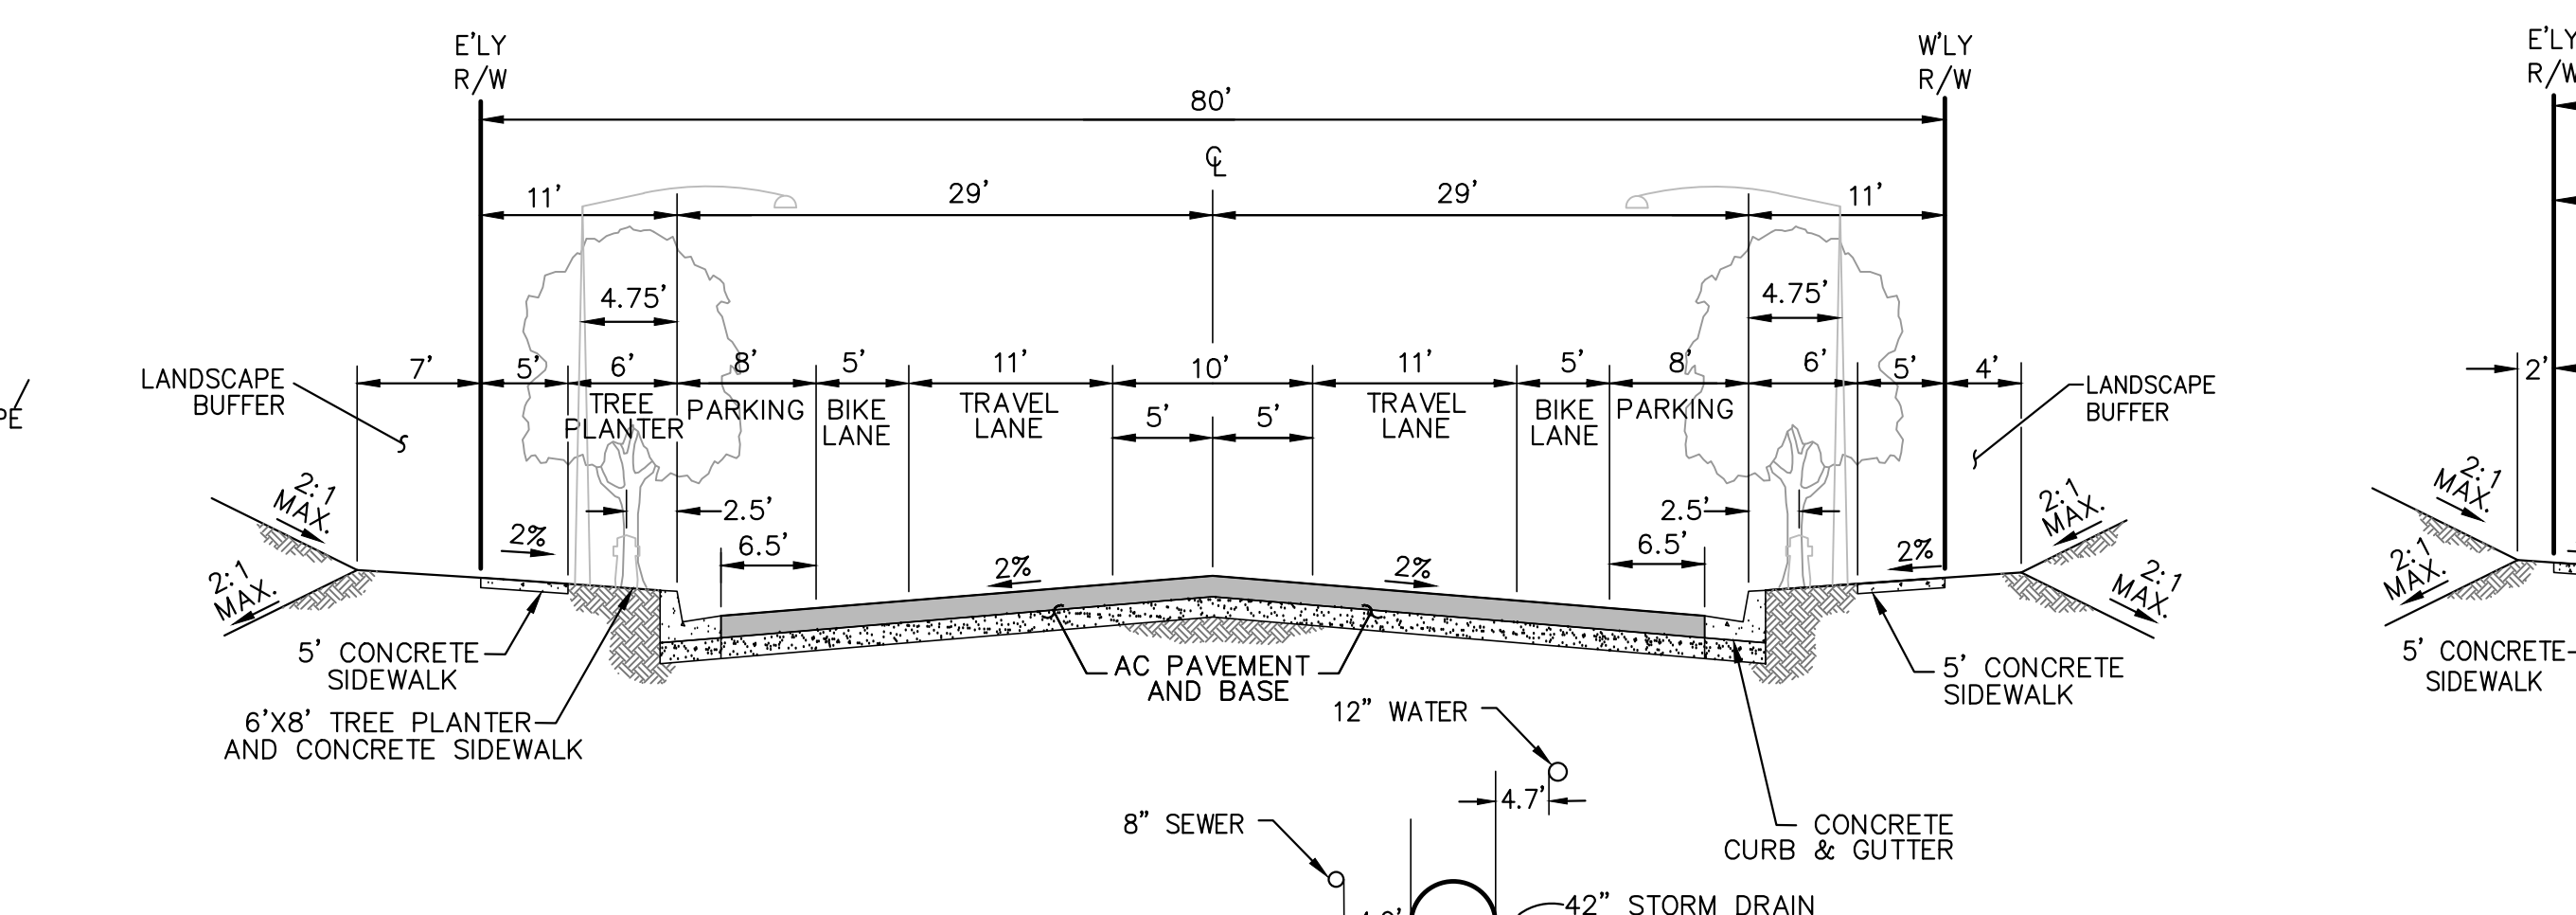 E'LY
R/W
W'LY
R/W
E'LY
R/W
80'
℄
11'
29'
29'
11'
4.75'
4.75'
7'
5'
6'
8'
5'
11'
10'
11'
5'
8'
6'
5'
4'
2'
LANDSCAPE
BUFFER
TREE
PLANTER
PARKING
BIKE
LANE
TRAVEL
LANE
5'
5'
TRAVEL
LANE
BIKE
LANE
PARKING
LANDSCAPE
BUFFER
PE
2:1
MAX.
2:1
MAX.
2%
2.5'
6.5'
2%
2%
2.5'
6.5'
2%
2:1
MAX.
2:1
MAX.
2:1
MAX.
2:1
MAX.
5' CONCRETE
SIDEWALK
AC PAVEMENT
AND BASE
5' CONCRETE
SIDEWALK
5' CONCRETE
SIDEWALK
6'X8' TREE PLANTER
AND CONCRETE SIDEWALK
12" WATER
4.7'
8" SEWER
CONCRETE
CURB & GUTTER
42" STORM DRAIN